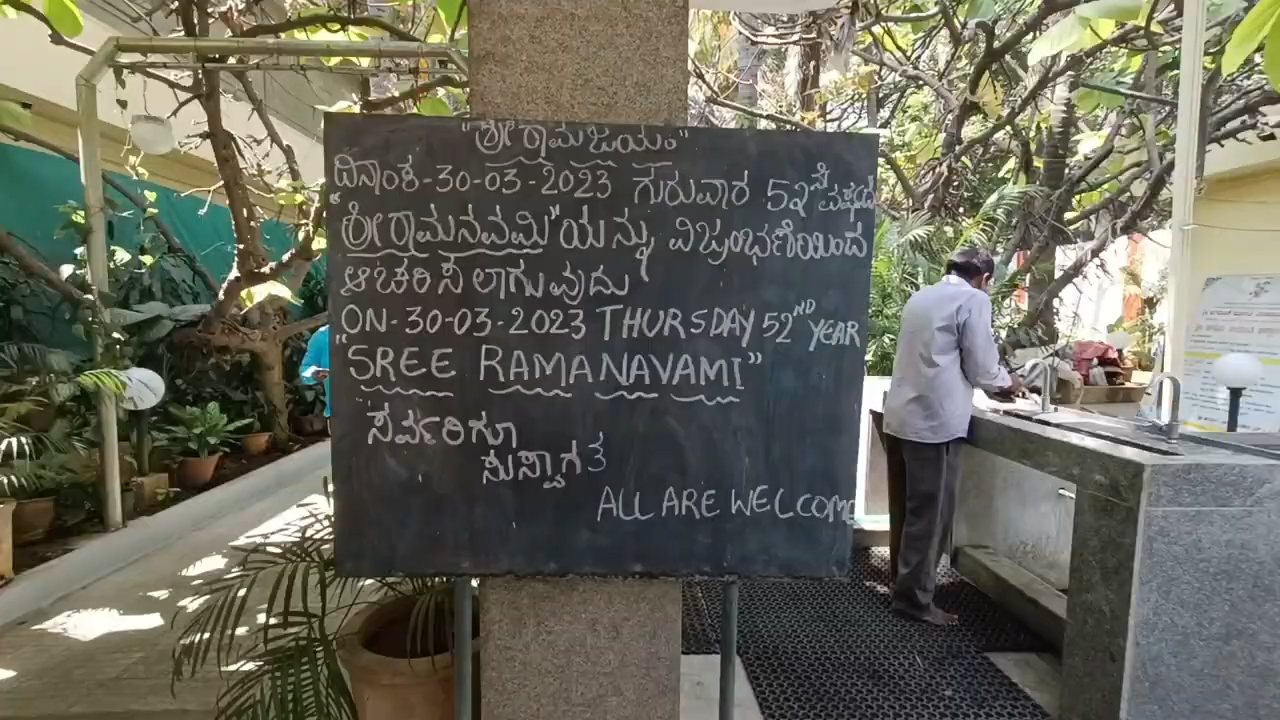 "ಶ್ರೀ ರಾಮಜಯಂ"
ದಿನಾಂಕ-30-03-2023 ಗುರುವಾರ 52ನೆ ವರ್ಷದ
"ಶ್ರೀ ರಾಮನವಮಿ"ಯನ್ನು ವಿಜೃಂಭಣೆಯಿಂದ
ಆಚರಿಸಲಾಗುವುದು
ON-30-03-2023 THURSDAY 52ND YEAR
"SREE RAMANAVAMI"
ಸರ್ವರಿಗೂ
ಸುಸ್ವಾಗತ
ALL ARE WELCOME